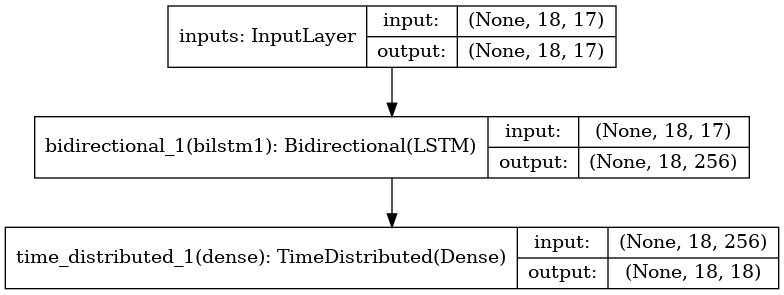 inputs: InputLayer
input: (None, 18, 17)
output: (None, 18, 17)
bidirectional_1(bilstm1): Bidirectional(LSTM)
input: (None, 18, 17)
output: (None, 18, 256)
time_distributed_1(dense): TimeDistributed(Dense)
input: (None, 18, 256)
output: (None, 18, 18)